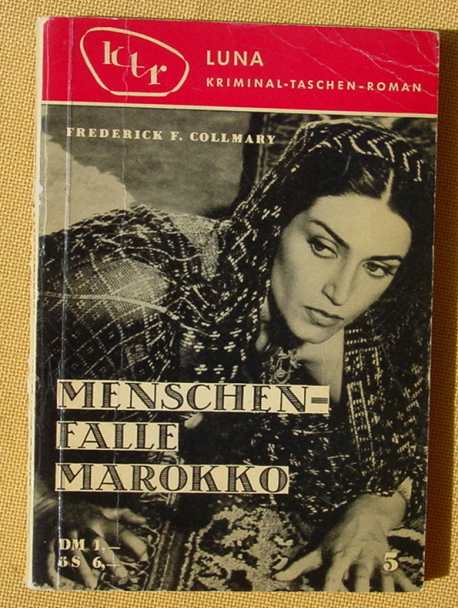 ktr
LUNA
KRIMINAL-TASCHEN-ROMAN
FREDERICK F. COLLMARY
MENSCHEN-
FALLE
MAROKKO
DM 1.—
öS 6,—
5